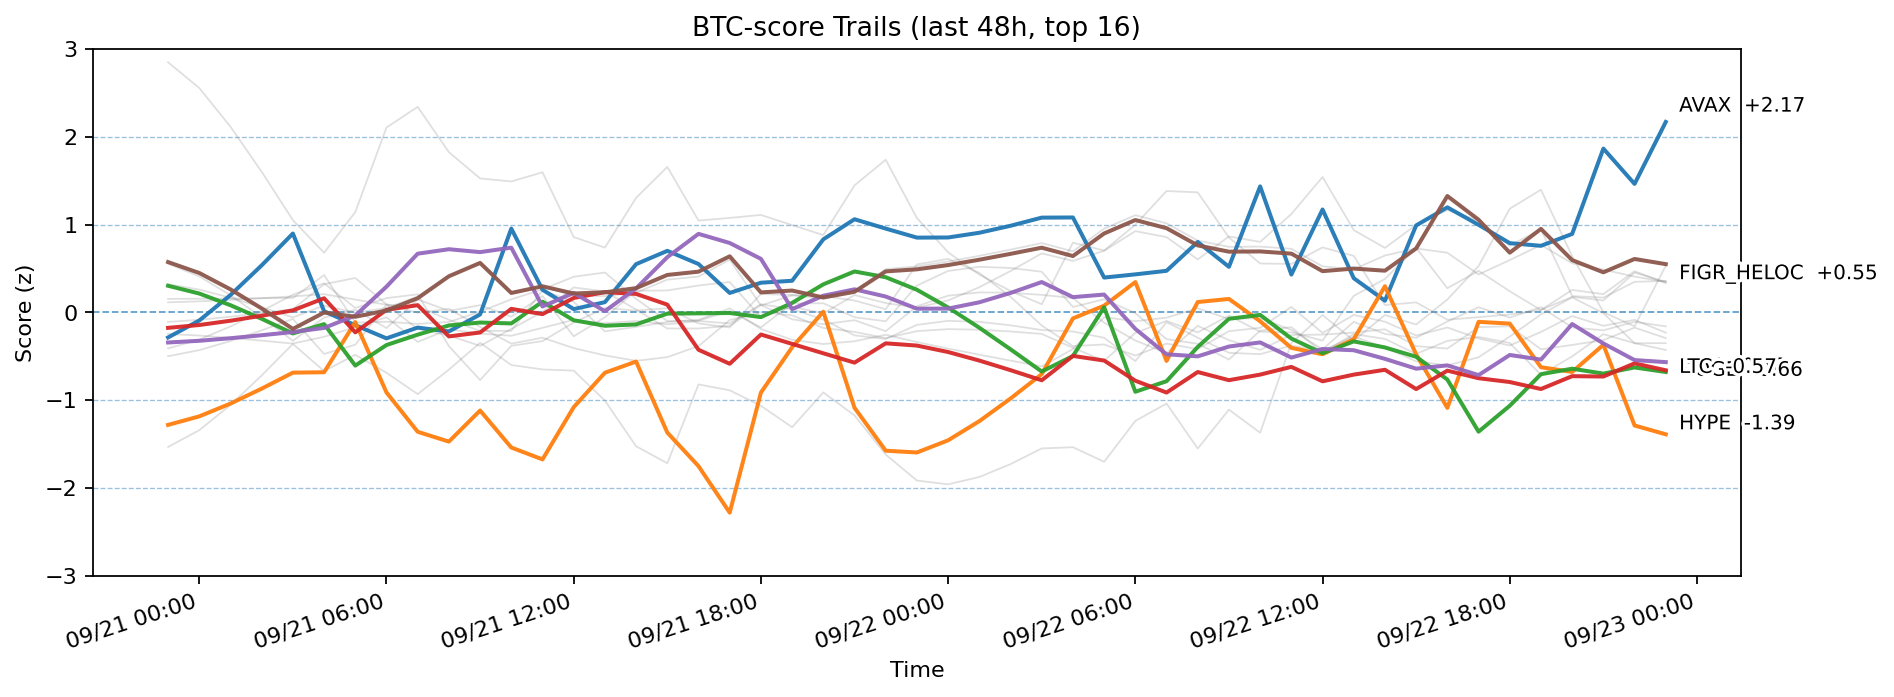 BTC-score Trails (last 48h, top 16)
Score (z)
3
2
1
0
−1
−2
−3
AVAX +2.17
FIGR_HELOC +0.55
LTC -0.57
HYPE -1.39
09/21 00:00
09/21 06:00
09/21 12:00
09/21 18:00
09/22 00:00
09/22 06:00
09/22 12:00
09/22 18:00
09/23 00:00
Time